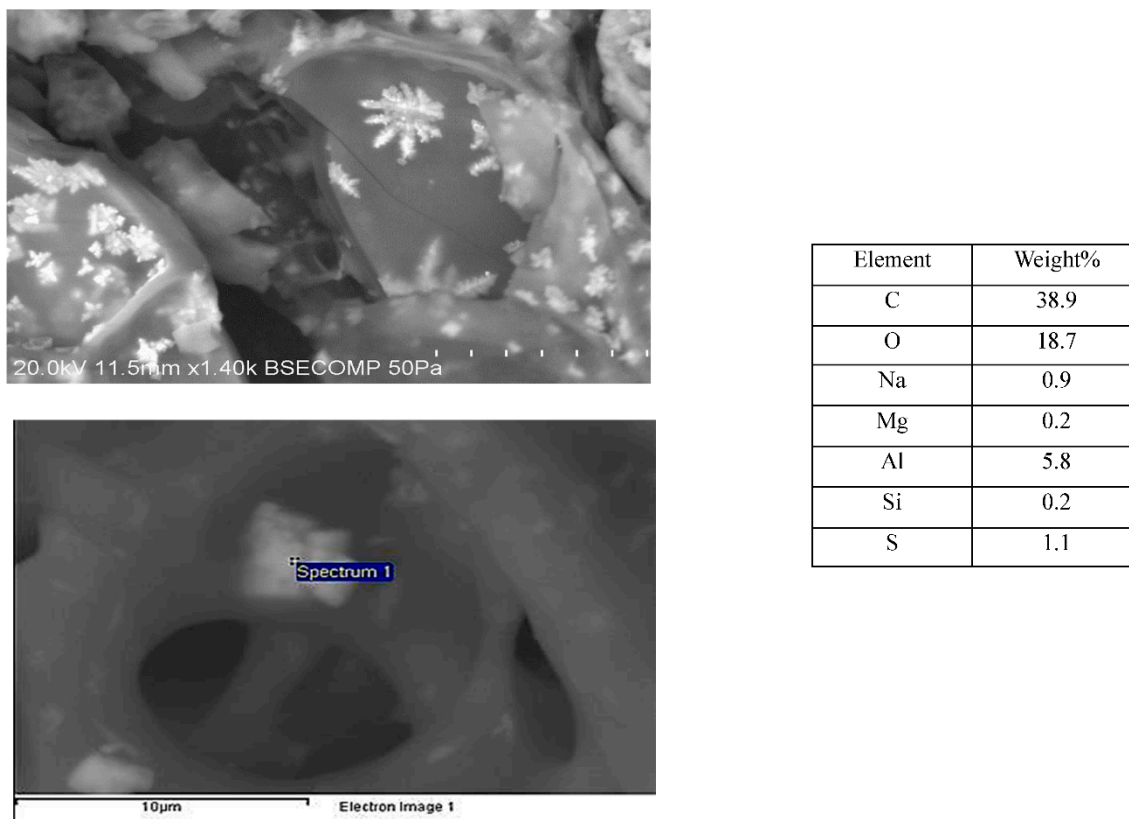 20.0kV 11.5mm x1.40k BSECOMP 50Pa
Spectrum 1
10μm Electron Image 1
Element Weight%
C 38.9
O 18.7
Na 0.9
Mg 0.2
Al 5.8
Si 0.2
S 1.1